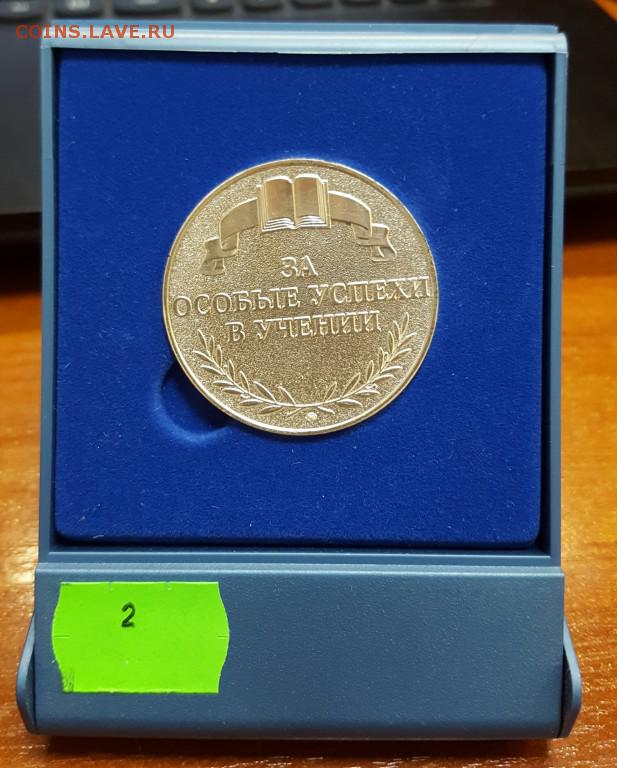 COINS.LAVE.RU
ЗА
ОСОБЫЕ УСПЕХИ
В УЧЕНИИ
2